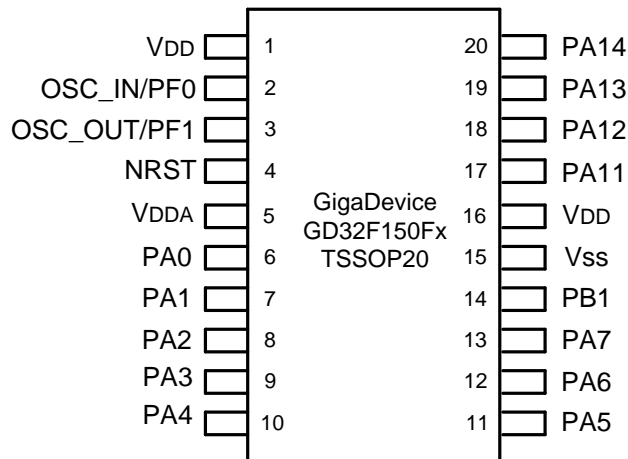 VDD 1 20 PA14
OSC_IN/PF0 2 19 PA13
OSC_OUT/PF1 3 18 PA12
NRST 4 17 PA11
VDDA 5 16 VDD
PA0 6 15 Vss
PA1 7 14 PB1
PA2 8 13 PA7
PA3 9 12 PA6
PA4 10 11 PA5
GigaDevice
GD32F150Fx
TSSOP20